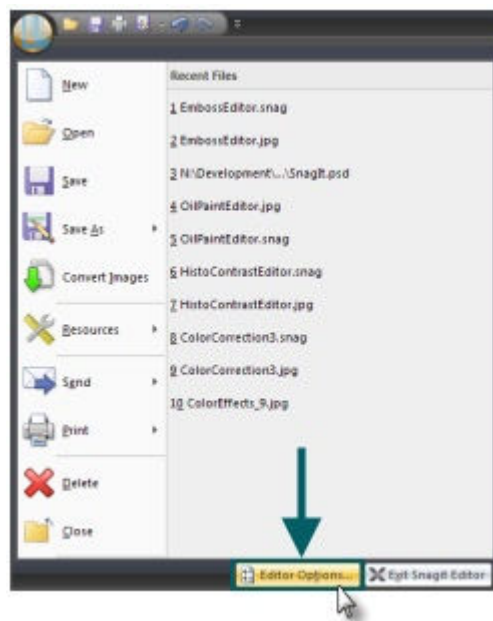 New
Open
Save
Save As
Convert Images
Resources
Send
Print
Delete
Close
Recent Files
1 EmbossEditor.snag
2 EmbossEditor.jpg
3 N:\Development\...\SnagIt.psd
4 OilPaintEditor.jpg
5 OilPaintEditor.snag
6 HistoContrastEditor.snag
7 HistoContrastEditor.jpg
8 ColorCorrection3.snag
9 ColorCorrection3.jpg
10 ColorEffects_9.jpg
Editor Options...
Exit SnagIt Editor